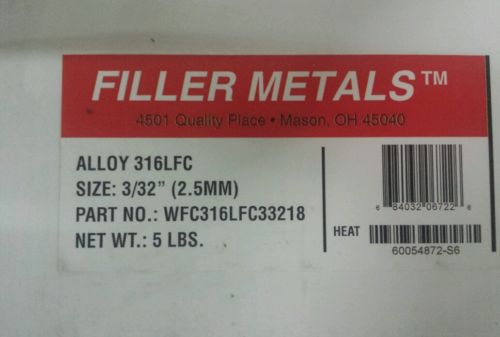 FILLER METALS™
4501 Quality Place • Mason, OH 45040
ALLOY 316LFC
SIZE: 3/32” (2.5MM)
PART NO.: WFC316LFC33218
NET WT.: 5 LBS.
6 84032 06722 6
HEAT
60054872-S6